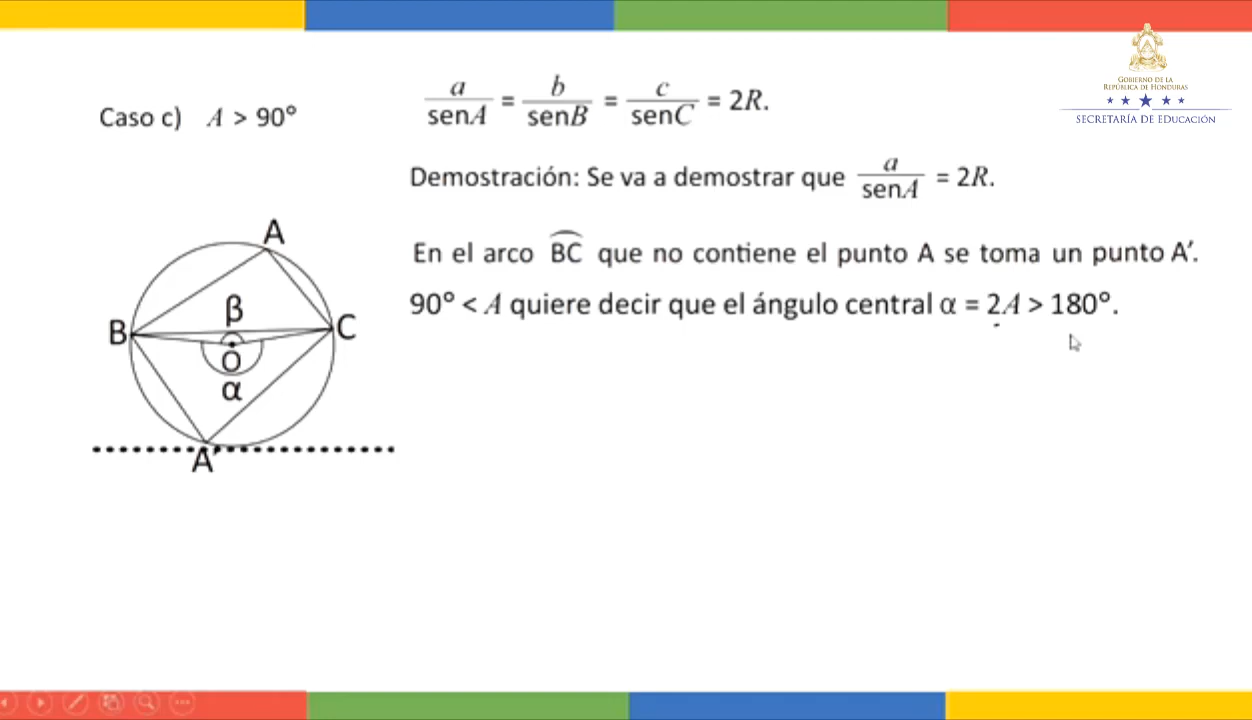 GOBIERNO DE LA
REPÚBLICA DE HONDURAS
SECRETARÍA DE EDUCACIÓN
Caso c) A > 90°
a/senA = b/senB = c/senC = 2R.
Demostración: Se va a demostrar que a/senA = 2R.
En el arco BC que no contiene el punto A se toma un punto A′.
90° < A quiere decir que el ángulo central α = 2A > 180°.
A
β
B
C
O
α
A′